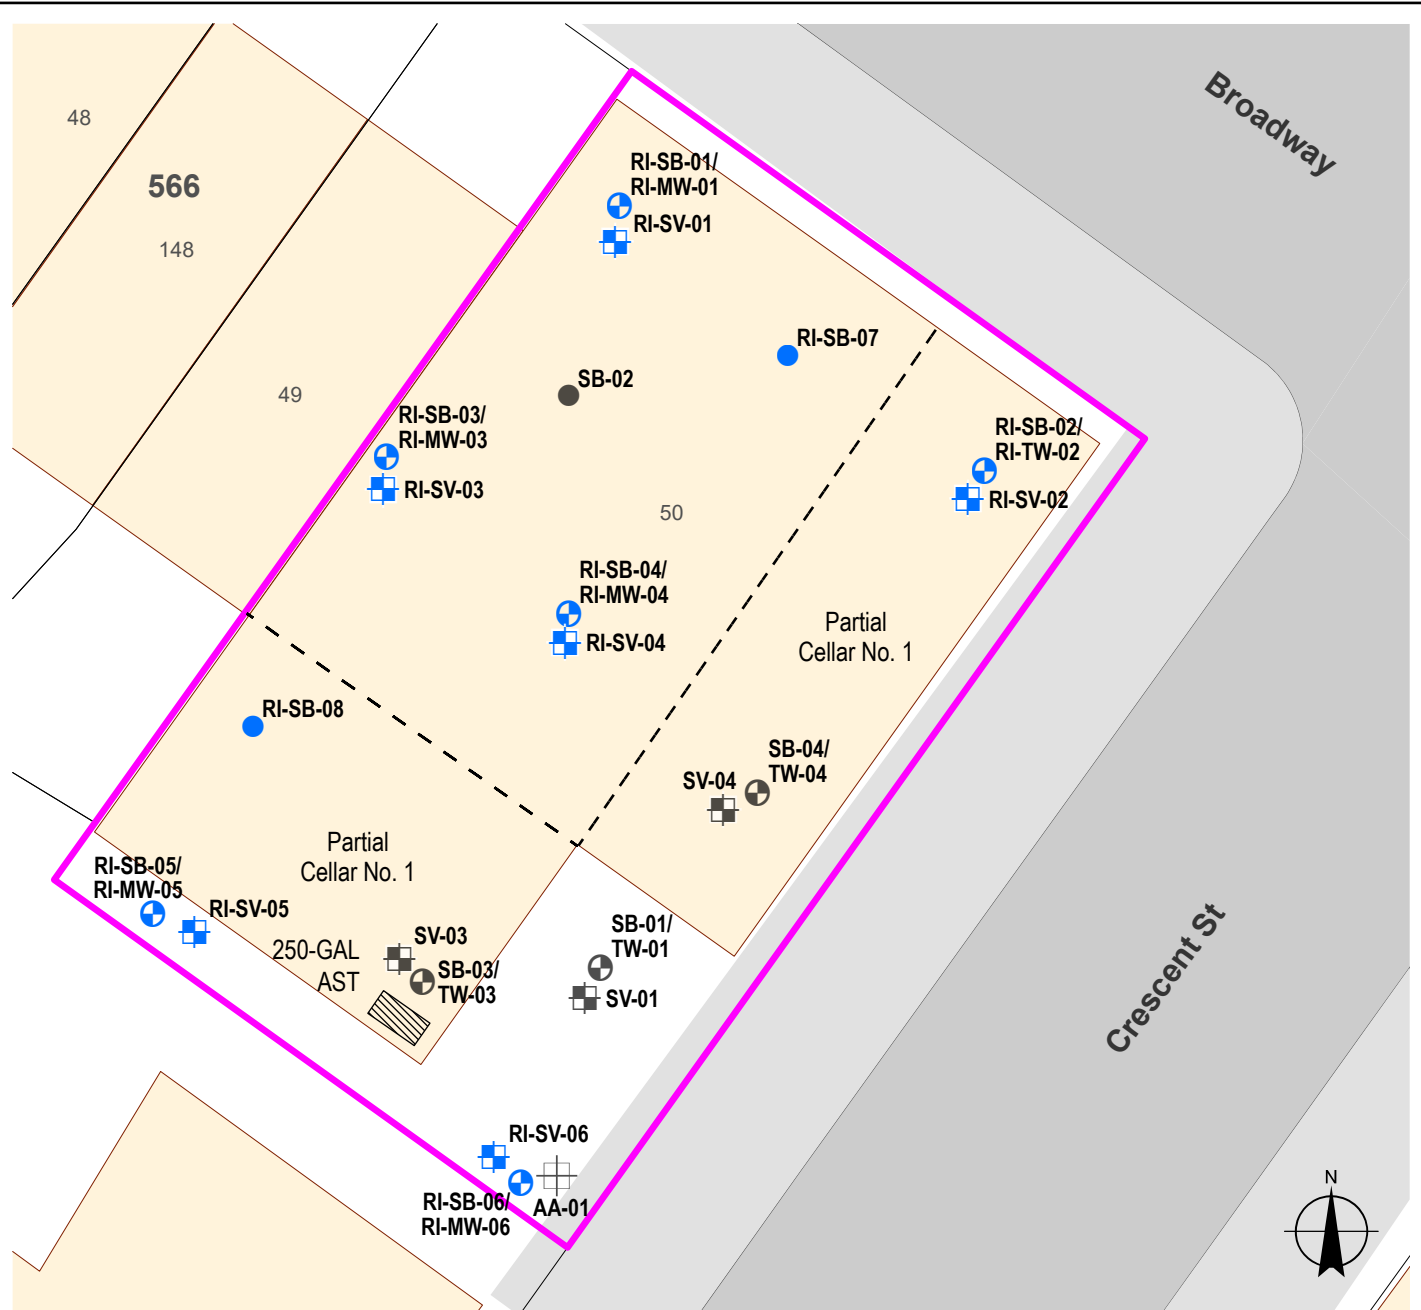 Broadway
48
566
148
RI-SB-01/
RI-MW-01
RI-SV-01
RI-SB-07
SB-02
49
RI-SB-03/
RI-MW-03
RI-SV-03
RI-SB-02/
RI-TW-02
RI-SV-02
50
RI-SB-04/
RI-MW-04
RI-SV-04
Partial
Cellar No. 1
RI-SB-08
SB-04/
TW-04
SV-04
Partial
Cellar No. 1
RI-SB-05/
RI-MW-05
RI-SV-05
250-GAL
AST
SV-03
SB-03/
TW-03
SB-01/
TW-01
SV-01
Crescent St
RI-SV-06
RI-SB-06/
RI-MW-06
AA-01
N